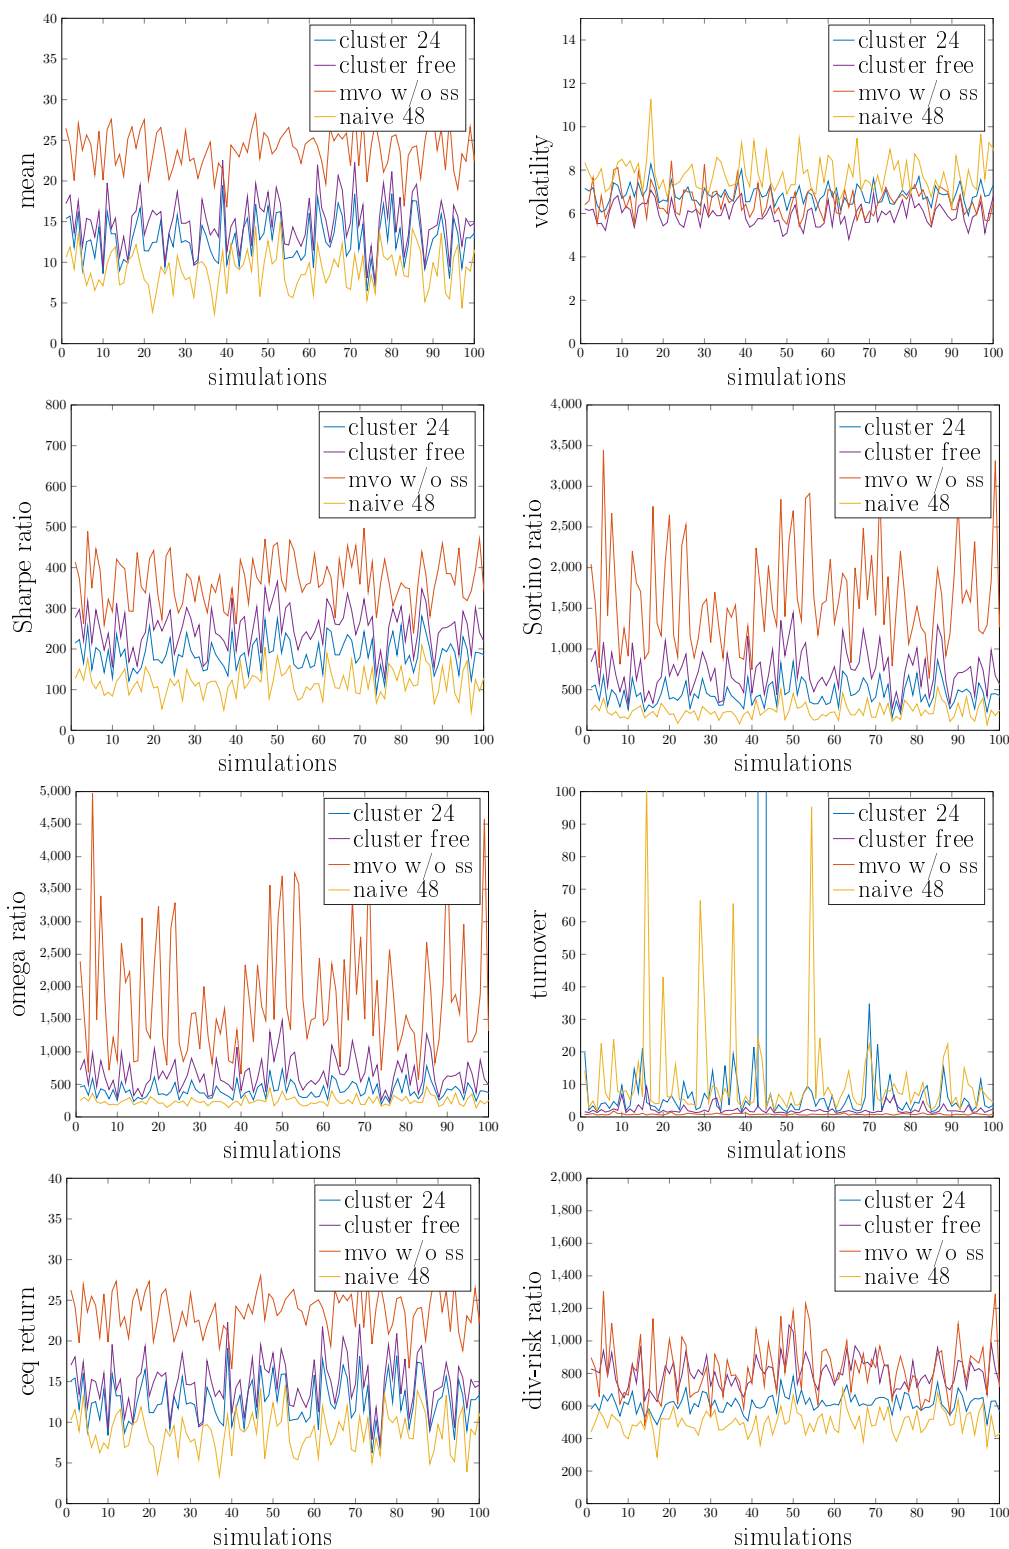 40
35
30
25
20
15
10
5
0
mean
cluster 24
cluster free
mvo w/o ss
naive 48
0 10 20 30 40 50 60 70 80 90 100
simulations
14
12
10
8
6
4
2
0
volatility
cluster 24
cluster free
mvo w/o ss
naive 48
0 10 20 30 40 50 60 70 80 90 100
simulations
800
700
600
500
400
300
200
100
0
Sharpe ratio
cluster 24
cluster free
mvo w/o ss
naive 48
0 10 20 30 40 50 60 70 80 90 100
simulations
4,000
3,500
3,000
2,500
2,000
1,500
1,000
500
0
Sortino ratio
cluster 24
cluster free
mvo w/o ss
naive 48
0 10 20 30 40 50 60 70 80 90 100
simulations
5,000
4,500
4,000
3,500
3,000
2,500
2,000
1,500
1,000
500
0
omega ratio
cluster 24
cluster free
mvo w/o ss
naive 48
0 10 20 30 40 50 60 70 80 90 100
simulations
100
90
80
70
60
50
40
30
20
10
0
turnover
cluster 24
cluster free
mvo w/o ss
naive 48
0 10 20 30 40 50 60 70 80 90 100
simulations
40
35
30
25
20
15
10
5
0
ceq return
cluster 24
cluster free
mvo w/o ss
naive 48
0 10 20 30 40 50 60 70 80 90 100
simulations
2,000
1,800
1,600
1,400
1,200
1,000
800
600
400
200
0
div-risk ratio
cluster 24
cluster free
mvo w/o ss
naive 48
0 10 20 30 40 50 60 70 80 90 100
simulations